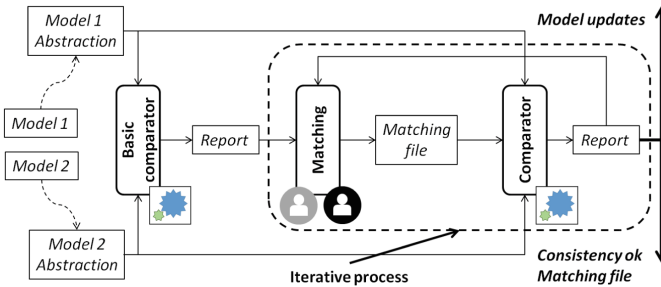 Model 1
Abstraction
Model updates
Model 1
Basic
comparator
Report
Matching
Matching
file
Comparator
Report
Model 2
Model 2
Abstraction
Iterative process
Consistency ok
Matching file